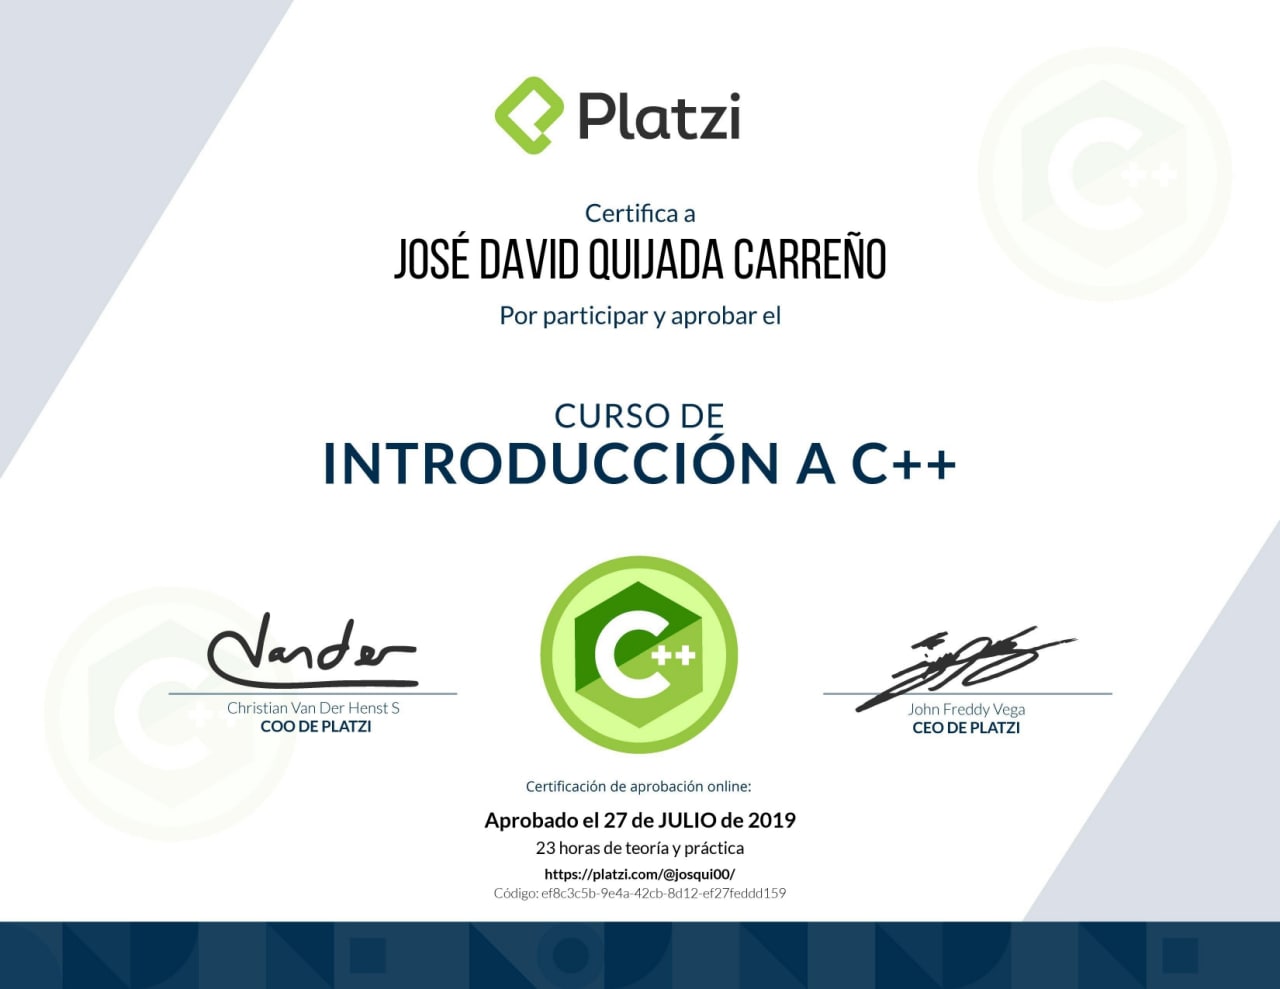 Platzi
Certifica a
JOSÉ DAVID QUIJADA CARREÑO
Por participar y aprobar el
CURSO DE
INTRODUCCIÓN A C++
C++
Vander
Christian Van Der Henst S
COO DE PLATZI
John Freddy Vega
CEO DE PLATZI
Certificación de aprobación online:
Aprobado el 27 de JULIO de 2019
23 horas de teoría y práctica
https://platzi.com/@josqui00/
Código: ef8c3c5b-9e4a-42cb-8d12-ef27feddd159